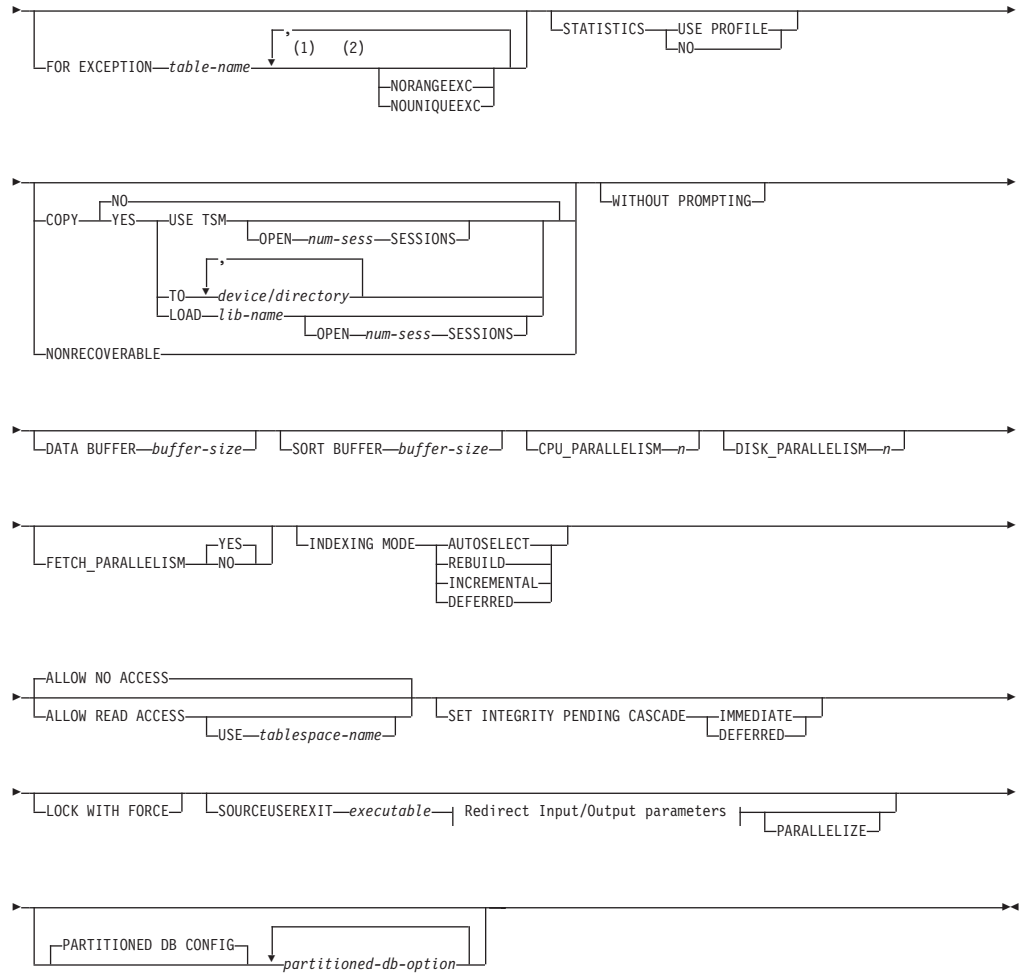 ,
STATISTICS USE PROFILE
(1) (2) NO
FOR EXCEPTION table-name
NORANGEEXC
NOUNIQUEEXC
NO WITHOUT PROMPTING
COPY YES USE TSM
OPEN num-sess SESSIONS
,
TO device/directory
LOAD lib-name
OPEN num-sess SESSIONS
NONRECOVERABLE
DATA BUFFER buffer-size SORT BUFFER buffer-size CPU_PARALLELISM n DISK_PARALLELISM n
YES INDEXING MODE AUTOSELECT
FETCH_PARALLELISM NO REBUILD
INCREMENTAL
DEFERRED
ALLOW NO ACCESS
ALLOW READ ACCESS SET INTEGRITY PENDING CASCADE IMMEDIATE
USE tablespace-name DEFERRED
LOCK WITH FORCE SOURCEUSEREXIT executable Redirect Input/Output parameters
PARALLELIZE
PARTITIONED DB CONFIG
partitioned-db-option